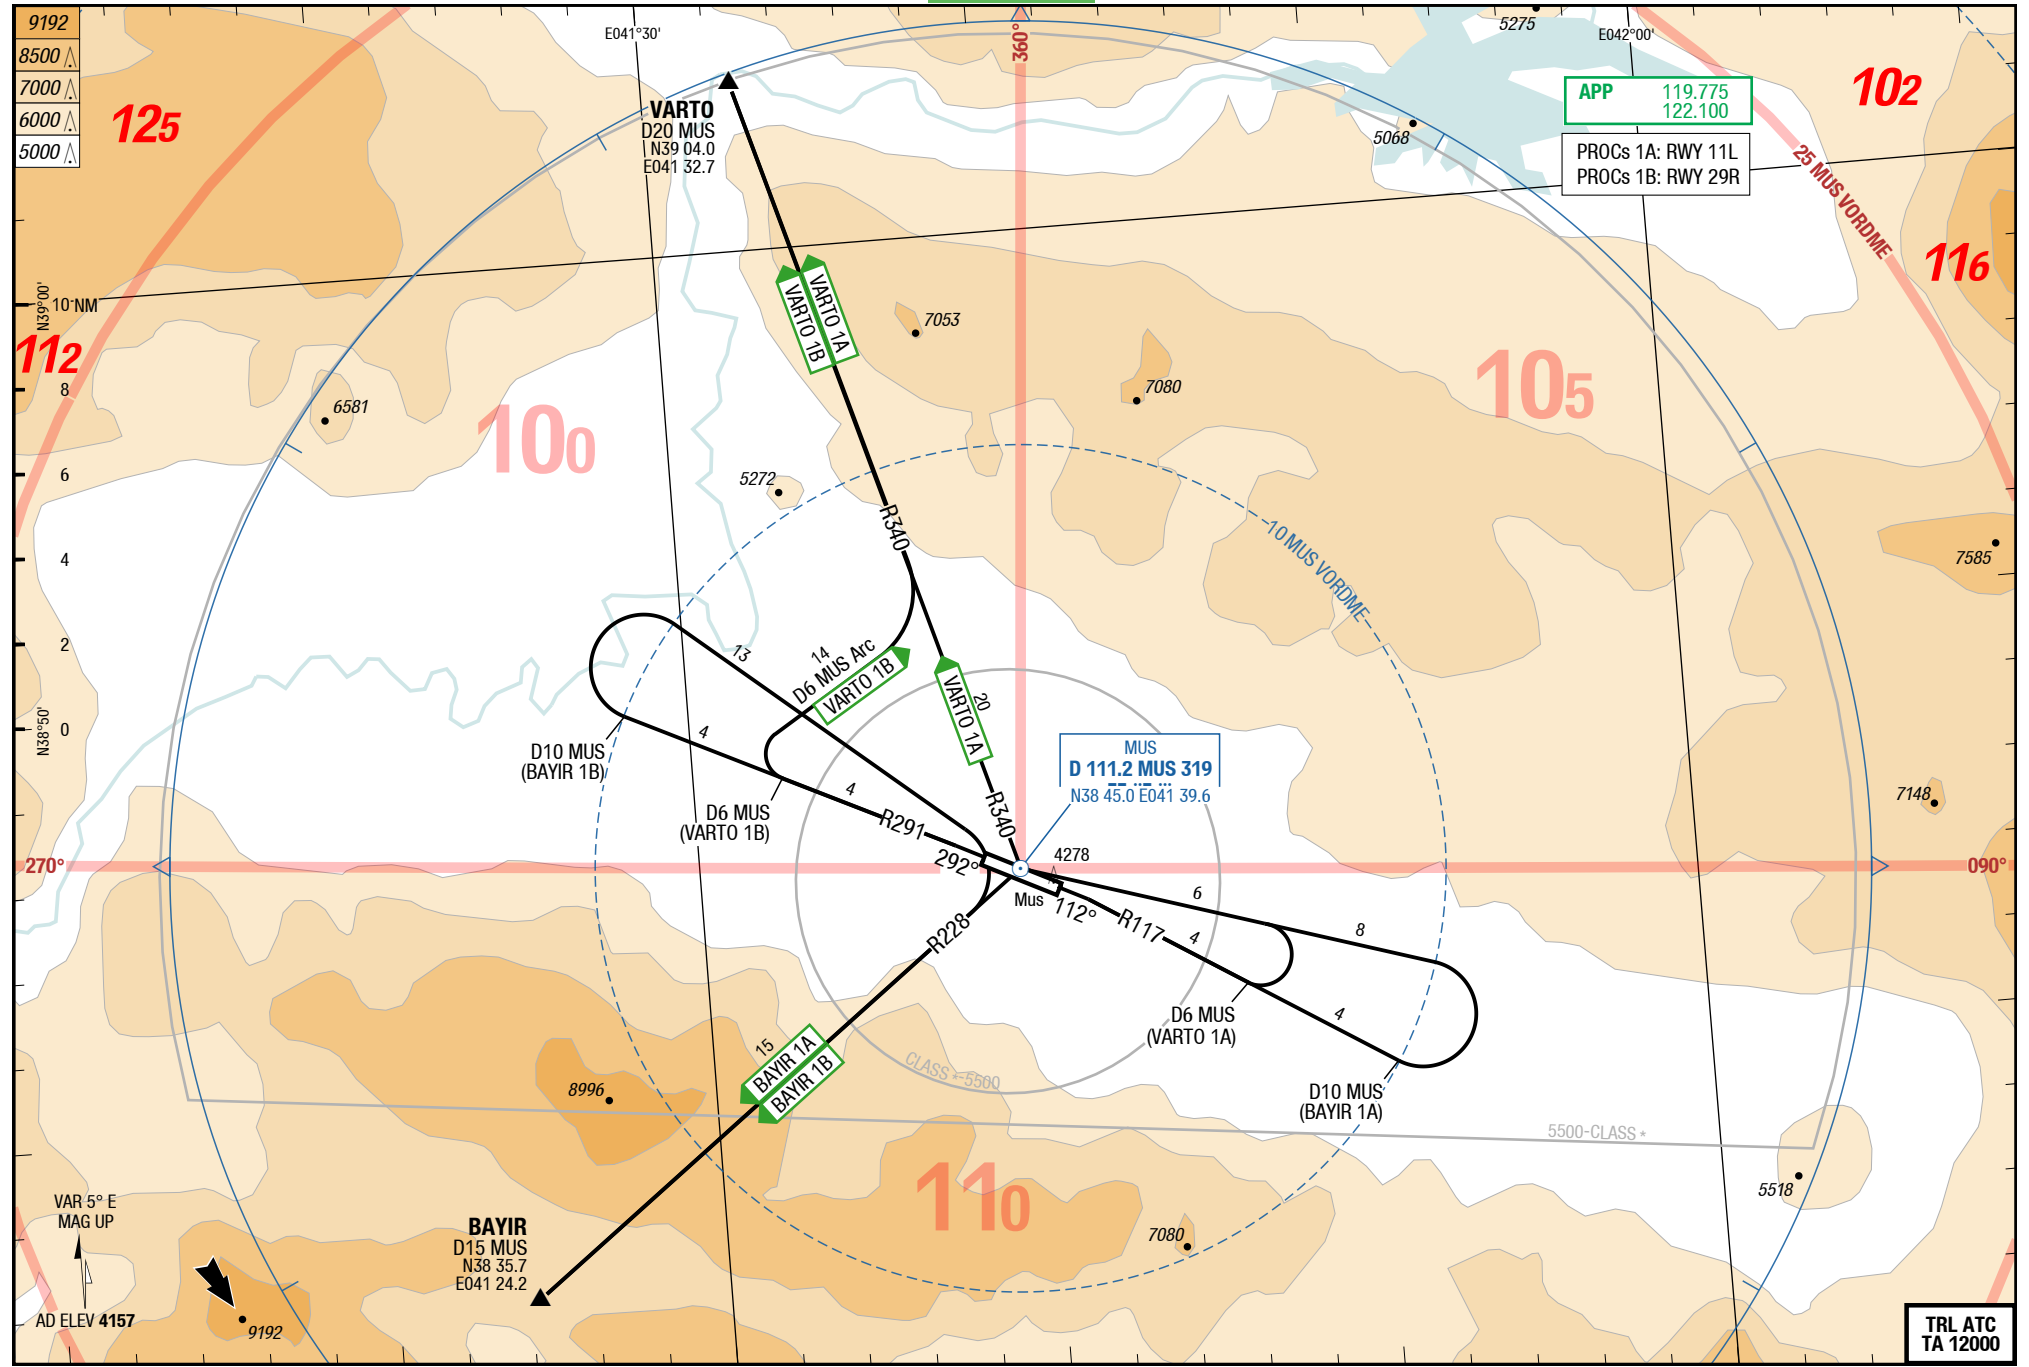 9192
8500
7000
6000
5000
125
E041°30'
360°
5275
E042°00'
102
APP 119.775
122.100
5068
PROCs 1A: RWY 11L
PROCs 1B: RWY 29R
25 MUS VORDME
116
VARTO
D20 MUS
N39 04.0
E041 32.7
VARTO 1A
VARTO 1B
N39°00'
10 NM
112
8
6
4
2
0
N38°50'
6581
100
7053
7080
105
5272
R340
10 MUS VORDME
7585
13
14
D6 MUS Arc
VARTO 1B
VARTO 1A
20
4
D10 MUS
(BAYIR 1B)
D6 MUS
(VARTO 1B)
4
R291
292°
R340
MUS
D 111.2 MUS 319
N38 45.0 E041 39.6
7148
270°
4278
090°
Mus
112°
R117
6
8
4
4
R228
D6 MUS
(VARTO 1A)
D10 MUS
(BAYIR 1A)
15
BAYIR 1A
BAYIR 1B
CLASS *-5500
5500-CLASS *
8996
110
5518
7080
VAR 5° E
MAG UP
AD ELEV 4157
9192
BAYIR
D15 MUS
N38 35.7
E041 24.2
TRL ATC
TA 12000